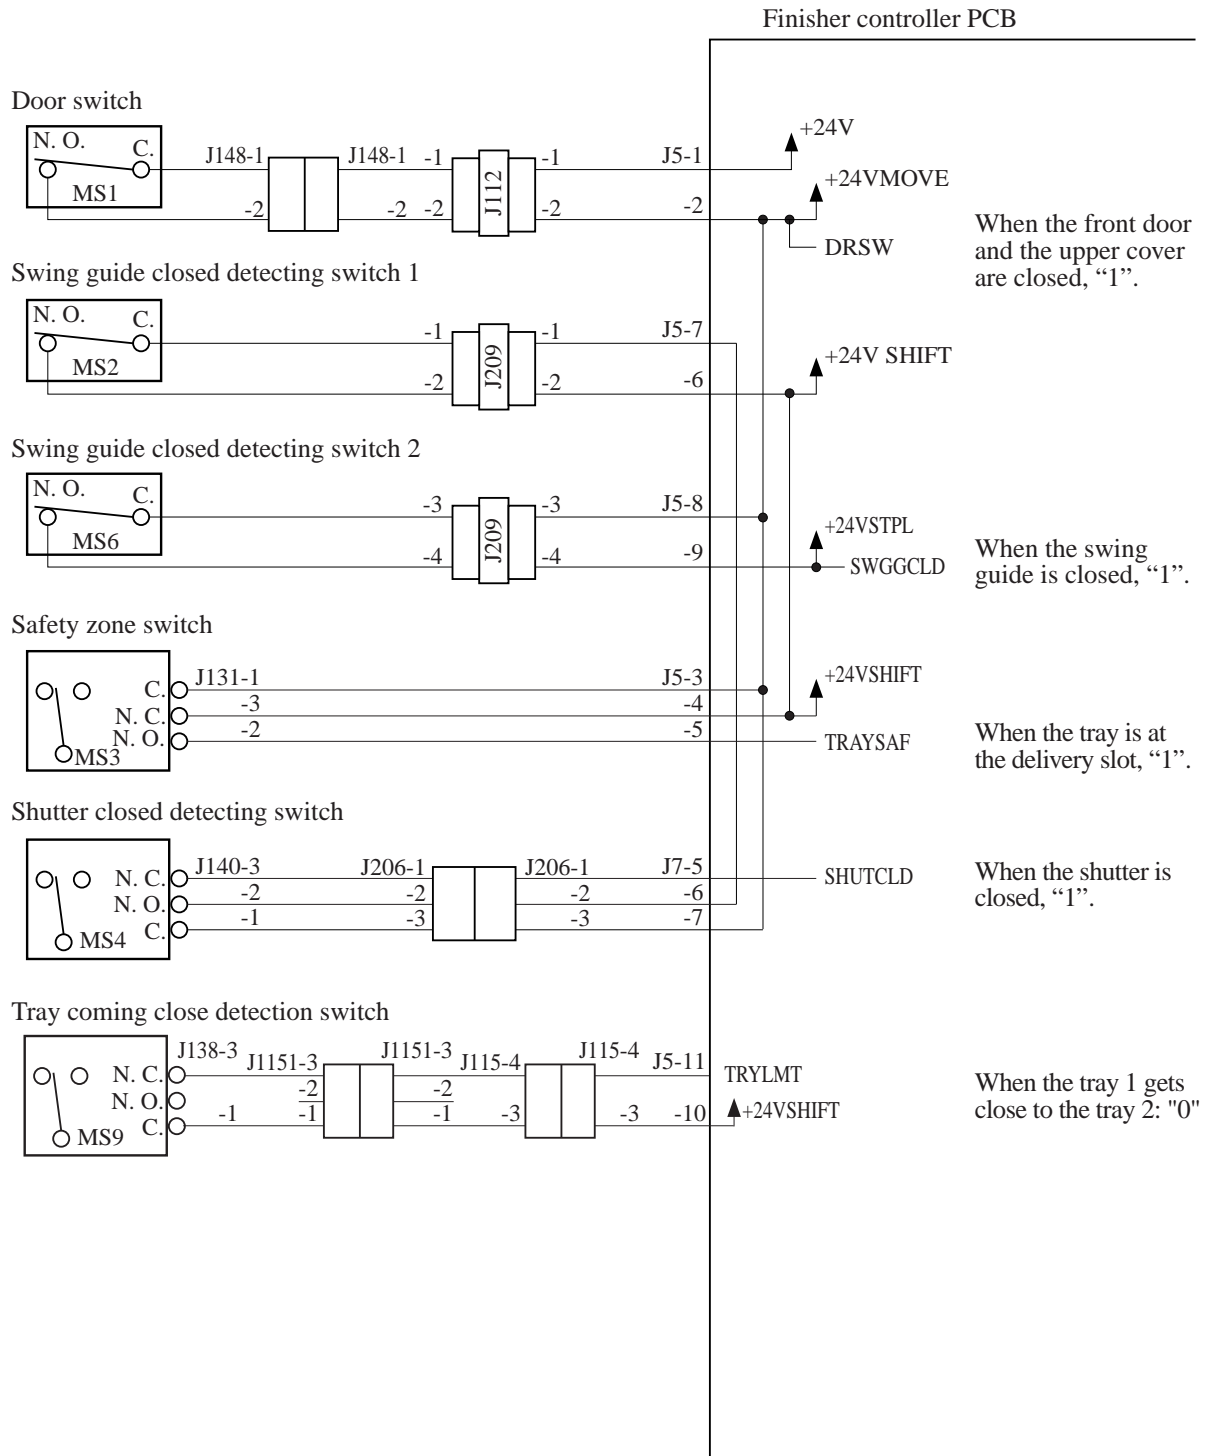 Finisher controller PCB
Door switch
N. O.
C.
MS1
J148-1
J148-1
-1
J112
-1
J5-1
+24V
-2
-2
-2
-2
-2
+24VMOVE
DRSW
When the front door
and the upper cover
are closed, “1”.
Swing guide closed detecting switch 1
N. O.
C.
MS2
-1
J209
-1
J5-7
-2
-2
-6
+24V SHIFT
Swing guide closed detecting switch 2
N. O.
C.
MS6
-3
J209
-3
J5-8
-4
-4
-9
+24VSTPL
SWGGCLD
When the swing
guide is closed, “1”.
Safety zone switch
C.
J131-1
J5-3
N. C.
-3
-4
+24VSHIFT
N. O.
-2
-5
MS3
TRAYSAF
When the tray is at
the delivery slot, “1”.
Shutter closed detecting switch
N. C.
J140-3
J206-1
J206-1
J7-5
SHUTCLD
N. O.
-2
-2
-2
-6
C.
-1
-3
-3
-7
MS4
When the shutter is
closed, “1”.
Tray coming close detection switch
N. C.
J138-3
J1151-3
J1151-3
J115-4
J115-4
J5-11
TRYLMT
N. O.
-2
-2
C.
-1
-1
-1
-3
-3
-10
+24VSHIFT
MS9
When the tray 1 gets
close to the tray 2: "0"